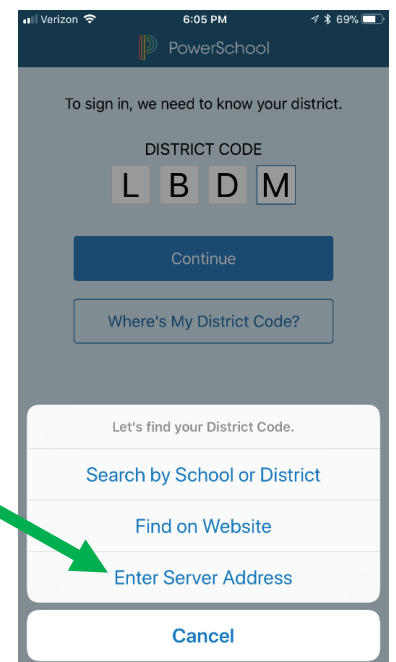 Verizon 6:05 PM 69%
PowerSchool
To sign in, we need to know your district.
DISTRICT CODE
L B D M
Continue
Where's My District Code?
Let's find your District Code.
Search by School or District
Find on Website
Enter Server Address
Cancel